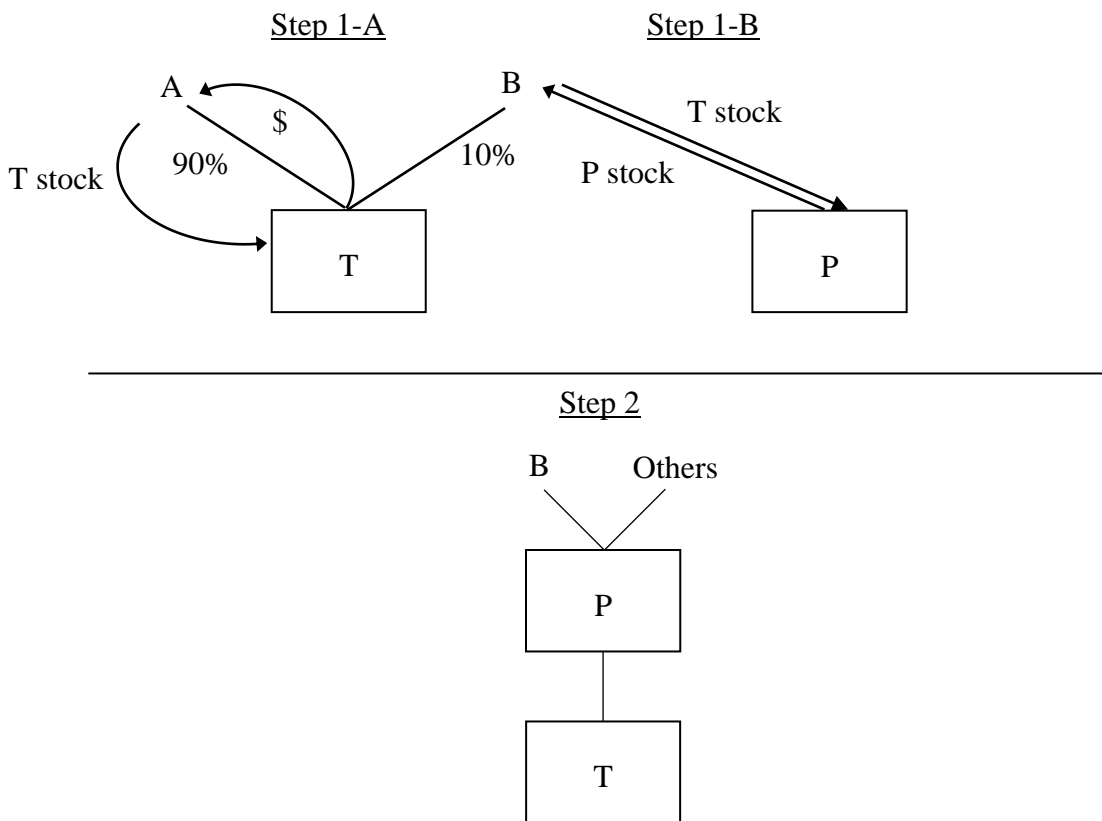 Step 1-A
Step 1-B
A
B
$
T stock
90%
10%
T stock
P stock
T
P
Step 2
B
Others
P
T